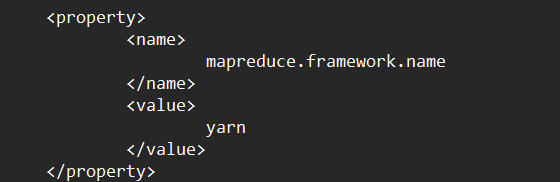 <property>
<name>
mapreduce.framework.name
</name>
<value>
yarn
</value>
</property>